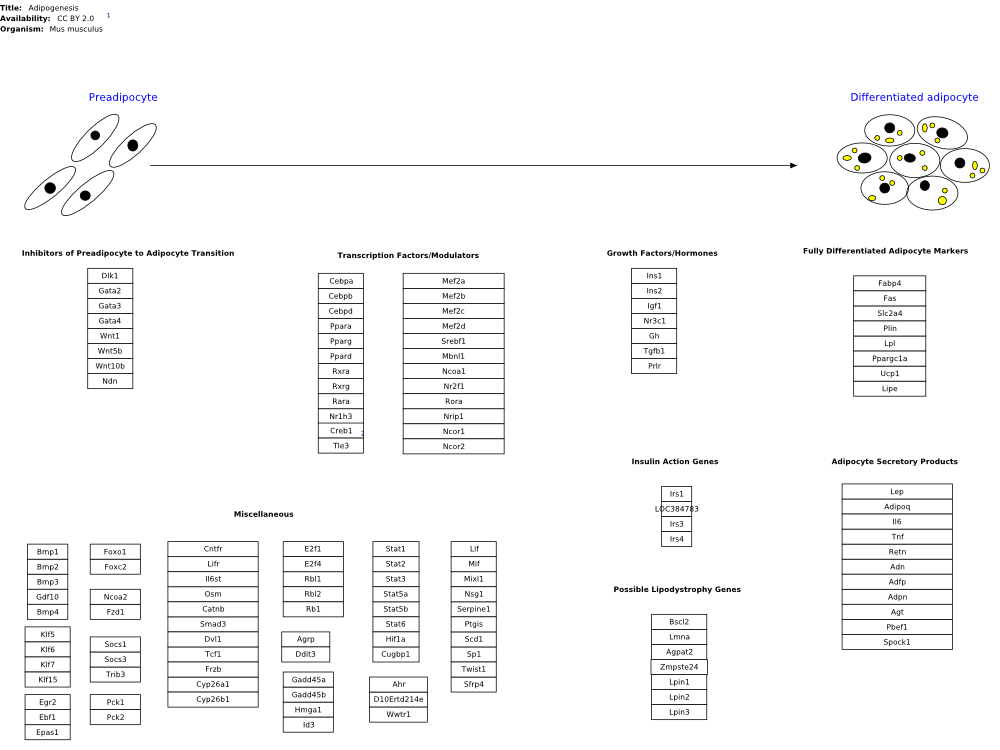 Title: Adipogenesis
Availability: CC BY 2.0 1
Organism: Mus musculus
Preadipocyte
Differentiated adipocyte
Inhibitors of Preadipocyte to Adipocyte Transition
Dlk1
Gata2
Gata3
Gata4
Wnt1
Wnt5b
Wnt10b
Ndn
Transcription Factors/Modulators
Cebpa
Cebpb
Cebpd
Ppara
Pparg
Ppard
Rxra
Rxrg
Rara
Nr1h3
Creb1 2
Tle3
Mef2a
Mef2b
Mef2c
Mef2d
Srebf1
Mbnl1
Ncoa1
Nr2f1
Rora
Nrip1
Ncor1
Ncor2
Growth Factors/Hormones
Ins1
Ins2
Igf1
Nr3c1
Gh
Tgfb1
Prlr
Fully Differentiated Adipocyte Markers
Fabp4
Fas
Slc2a4
Plin
Lpl
Ppargc1a
Ucp1
Lipe
Insulin Action Genes
Irs1
LOC384783
Irs3
Irs4
Adipocyte Secretory Products
Lep
Adipoq
Il6
Tnf
Retn
Adn
Adfp
Adpn
Agt
Pbef1
Spock1
Possible Lipodystrophy Genes
Bscl2
Lmna
Agpat2
Zmpste24
Lpin1
Lpin2
Lpin3
Miscellaneous
Bmp1
Bmp2
Bmp3
Gdf10
Bmp4
Klf5
Klf6
Klf7
Klf15
Egr2
Ebf1
Epas1
Foxo1
Foxc2
Ncoa2
Fzd1
Socs1
Socs3
Trib3
Pck1
Pck2
Cntfr
Lifr
Il6st
Osm
Catnb
Smad3
Dvl1
Tcf1
Frzb
Cyp26a1
Cyp26b1
E2f1
E2f4
Rbl1
Rbl2
Rb1
Agrp
Ddit3
Gadd45a
Gadd45b
Hmga1
Id3
Stat1
Stat2
Stat3
Stat5a
Stat5b
Stat6
Hif1a
Cugbp1
Ahr
D10Ertd214e
Wwtr1
Lif
Mif
Mixl1
Nsg1
Serpine1
Ptgis
Scd1
Sp1
Twist1
Sfrp4